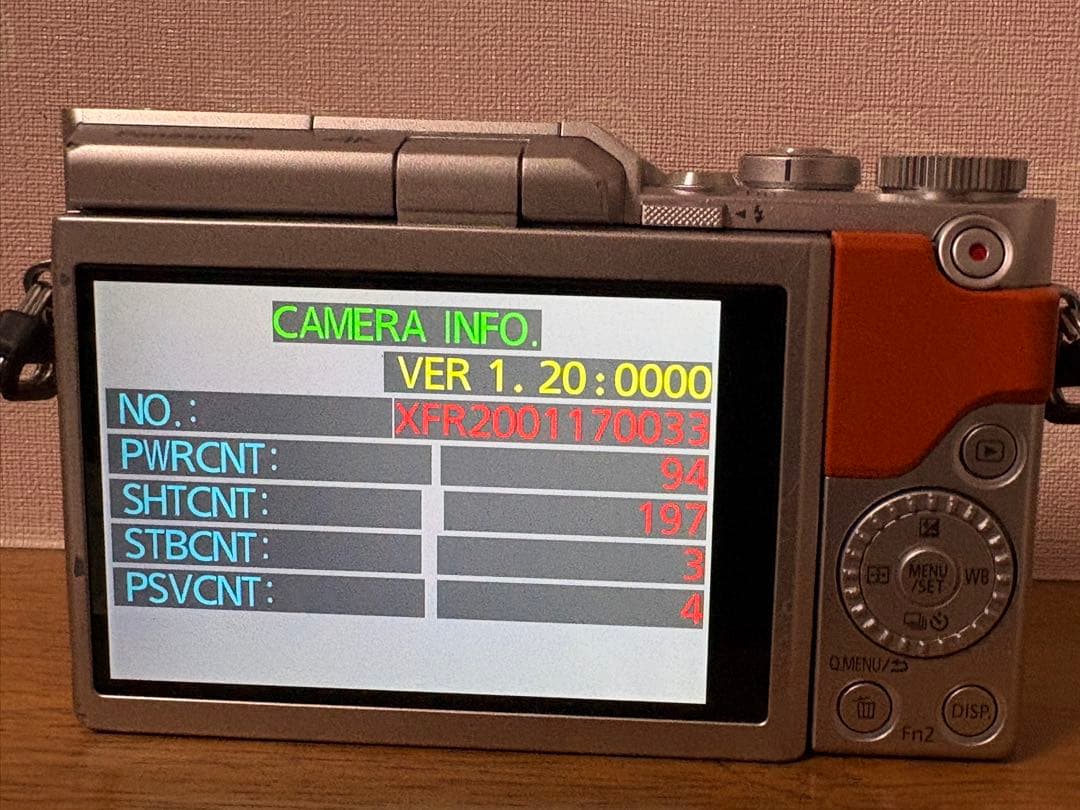 CAMERA INFO.
VER 1. 20:0000
NO.: XFR2001170033
PWRCNT: 94
SHTCNT: 197
STBCNT: 3
PSVCNT: 4
MENU
/SET
WB
Q.MENU/
DISP.
Fn2